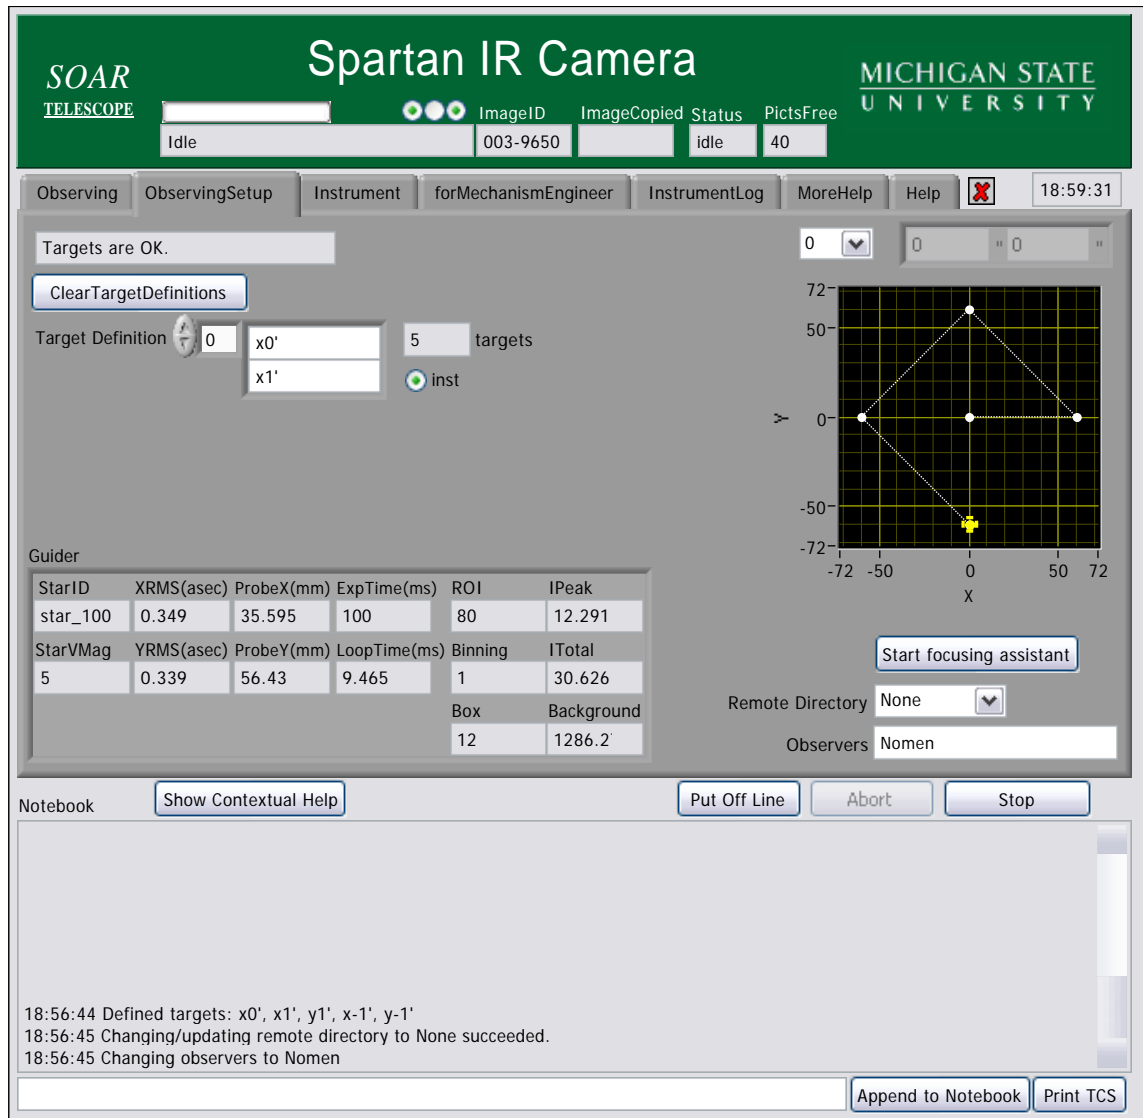 Spartan IR Camera
SOAR
TELESCOPE
MICHIGAN STATE
UNIVERSITY
ImageID ImageCopied Status PictsFree
Idle 003-9650 idle 40
Observing ObservingSetup Instrument forMechanismEngineer InstrumentLog MoreHelp Help 18:59:31
Targets are OK.
0 0 " 0 "
ClearTargetDefinitions
Target Definition 0 x0' 5 targets
x1' inst
72
50
0
-50
-72
Y
-72 -50 0 50 72
X
Guider
StarID XRMS(asec) ProbeX(mm) ExpTime(ms) ROI IPeak
star_100 0.349 35.595 100 80 12.291
StarVMag YRMS(asec) ProbeY(mm) LoopTime(ms) Binning ITotal
5 0.339 56.43 9.465 1 30.626
Box Background
12 1286.2
Start focusing assistant
Remote Directory None
Observers Nomen
Notebook Show Contextual Help Put Off Line Abort Stop
18:56:44 Defined targets: x0', x1', y1', x-1', y-1'
18:56:45 Changing/updating remote directory to None succeeded.
18:56:45 Changing observers to Nomen
Append to Notebook Print TCS